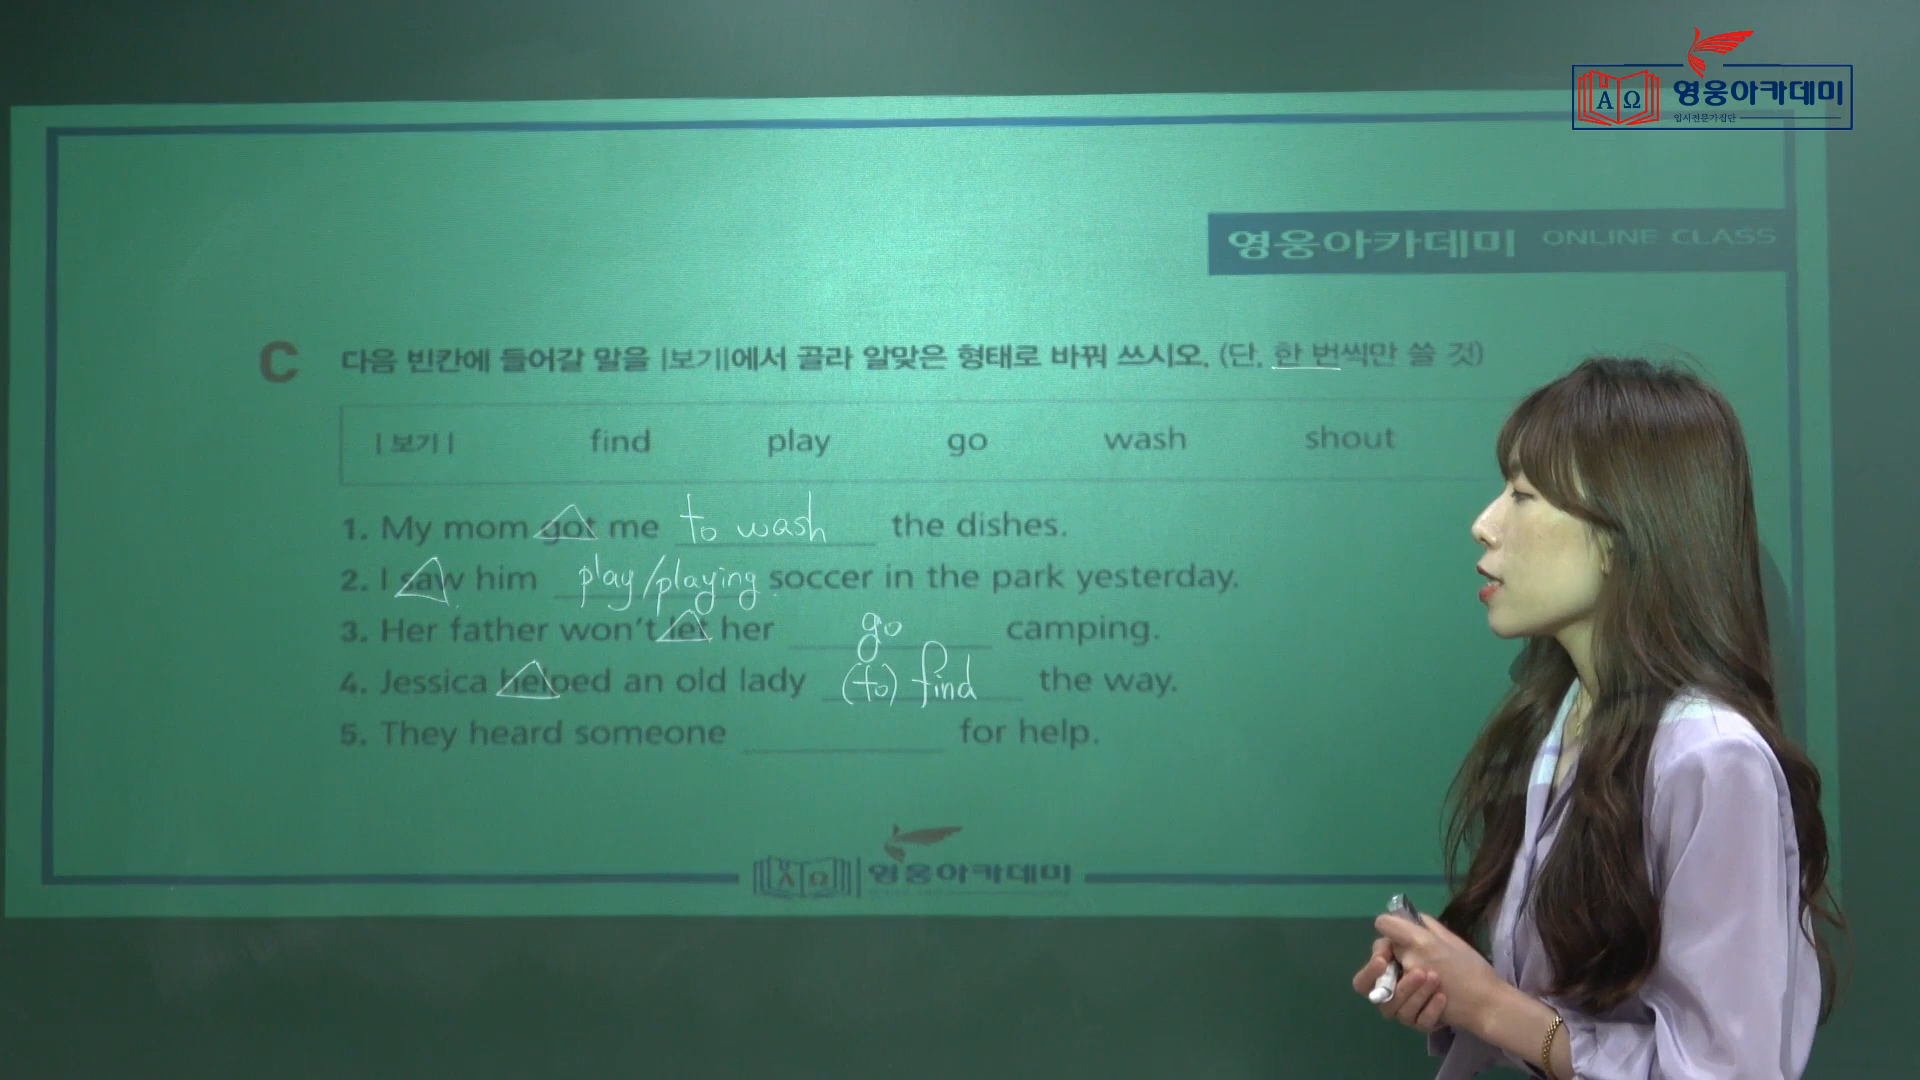 ΑΩ 영웅아카데미
입시전문가집단
영웅아카데미 ONLINE CLASS
C 다음 빈칸에 들어갈 말을 |보기|에서 골라 알맞은 형태로 바꿔 쓰시오. (단, 한 번씩만 쓸 것)
|보기| find play go wash shout
1. My mom got me to wash the dishes.
2. I saw him play/playing soccer in the park yesterday.
3. Her father won't let her go camping.
4. Jessica helped an old lady (to) find the way.
5. They heard someone ________ for help.
ΑΩ 영웅아카데미